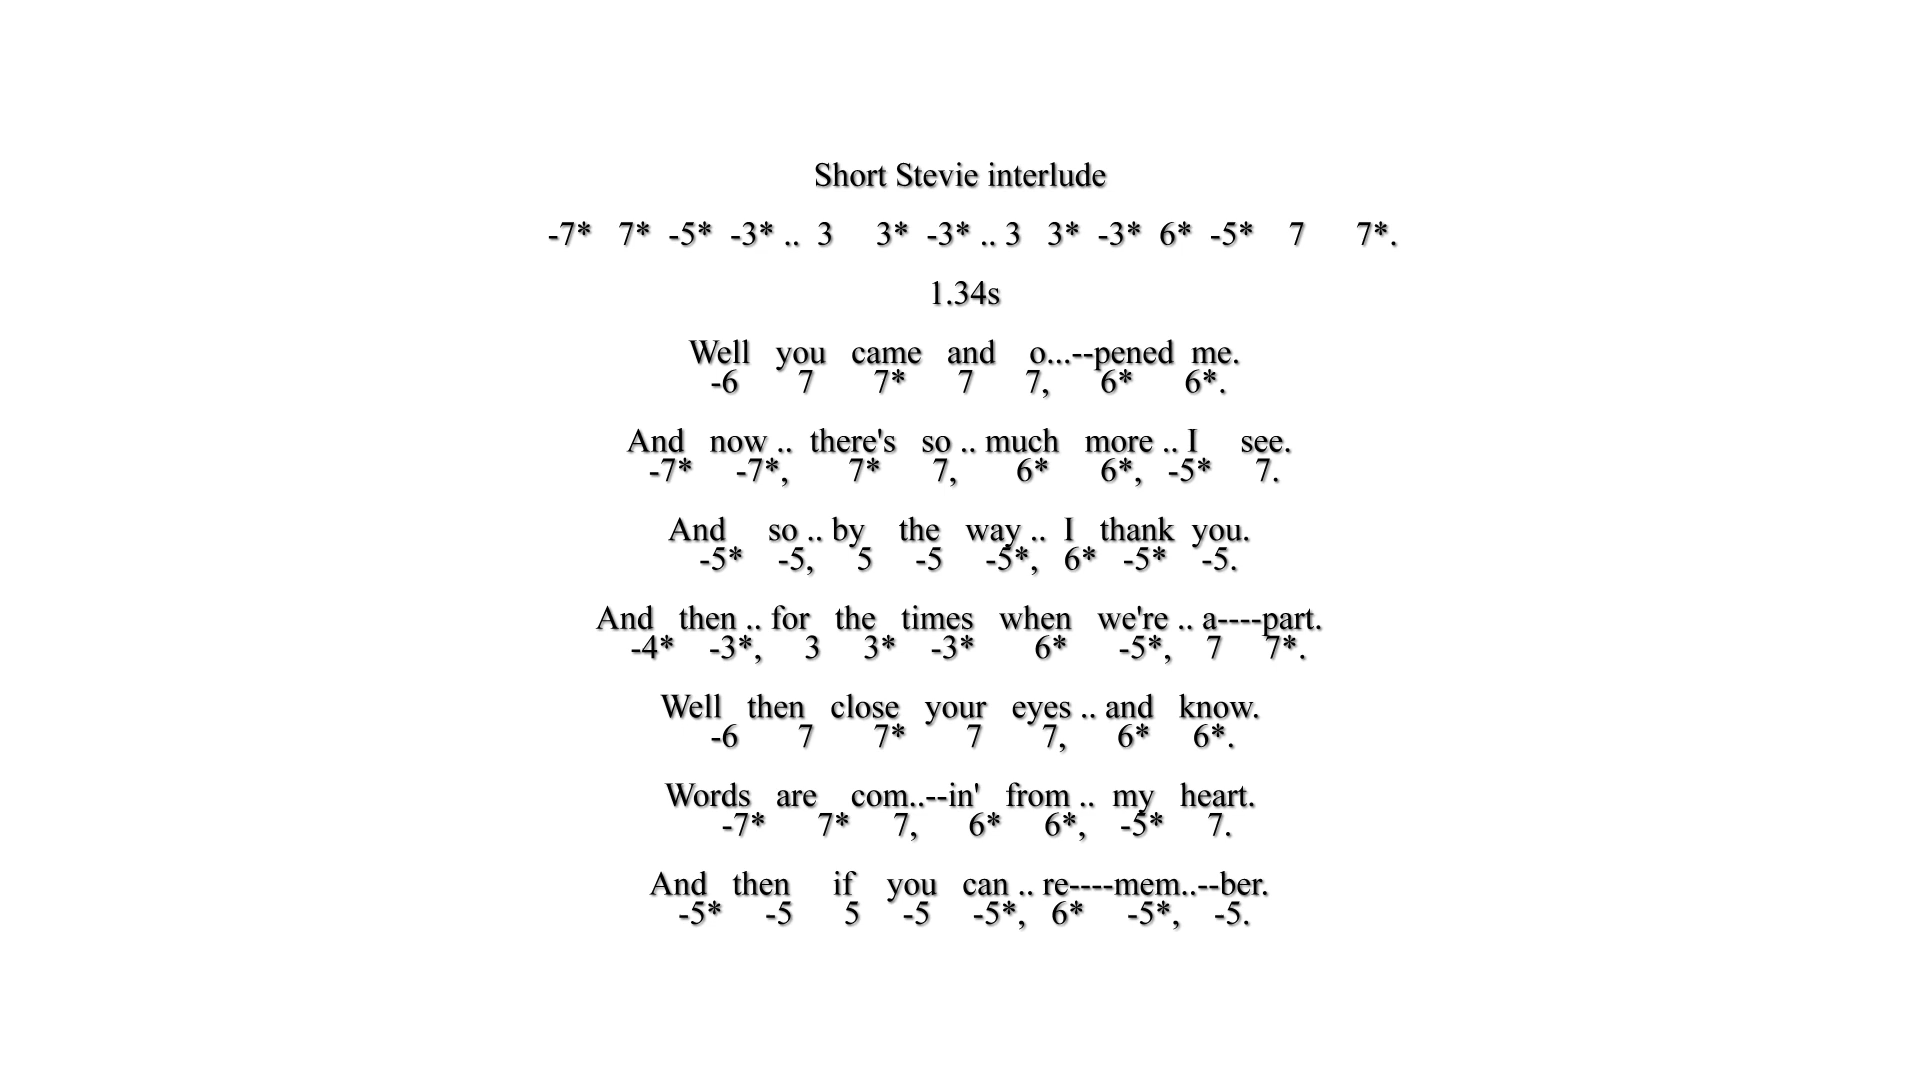 Short Stevie interlude
-7* 7* -5* -3* .. 3 3* -3* .. 3 3* -3* 6* -5* 7 7*.
1.34s
Well you came and o...--pened me.
-6 7 7* 7 7, 6* 6*.
And now .. there's so .. much more .. I see.
-7* -7*, 7* 7, 6* 6*, -5* 7.
And so .. by the way .. I thank you.
-5* -5, 5 -5 -5*, 6* -5* -5.
And then .. for the times when we're .. a----part.
-4* -3*, 3 3* -3* 6* -5*, 7 7*.
Well then close your eyes .. and know.
-6 7 7* 7 7, 6* 6*.
Words are com..--in' from .. my heart.
-7* 7* 7, 6* 6*, -5* 7.
And then if you can .. re----mem..--ber.
-5* -5 5 -5 -5*, 6* -5*, -5.